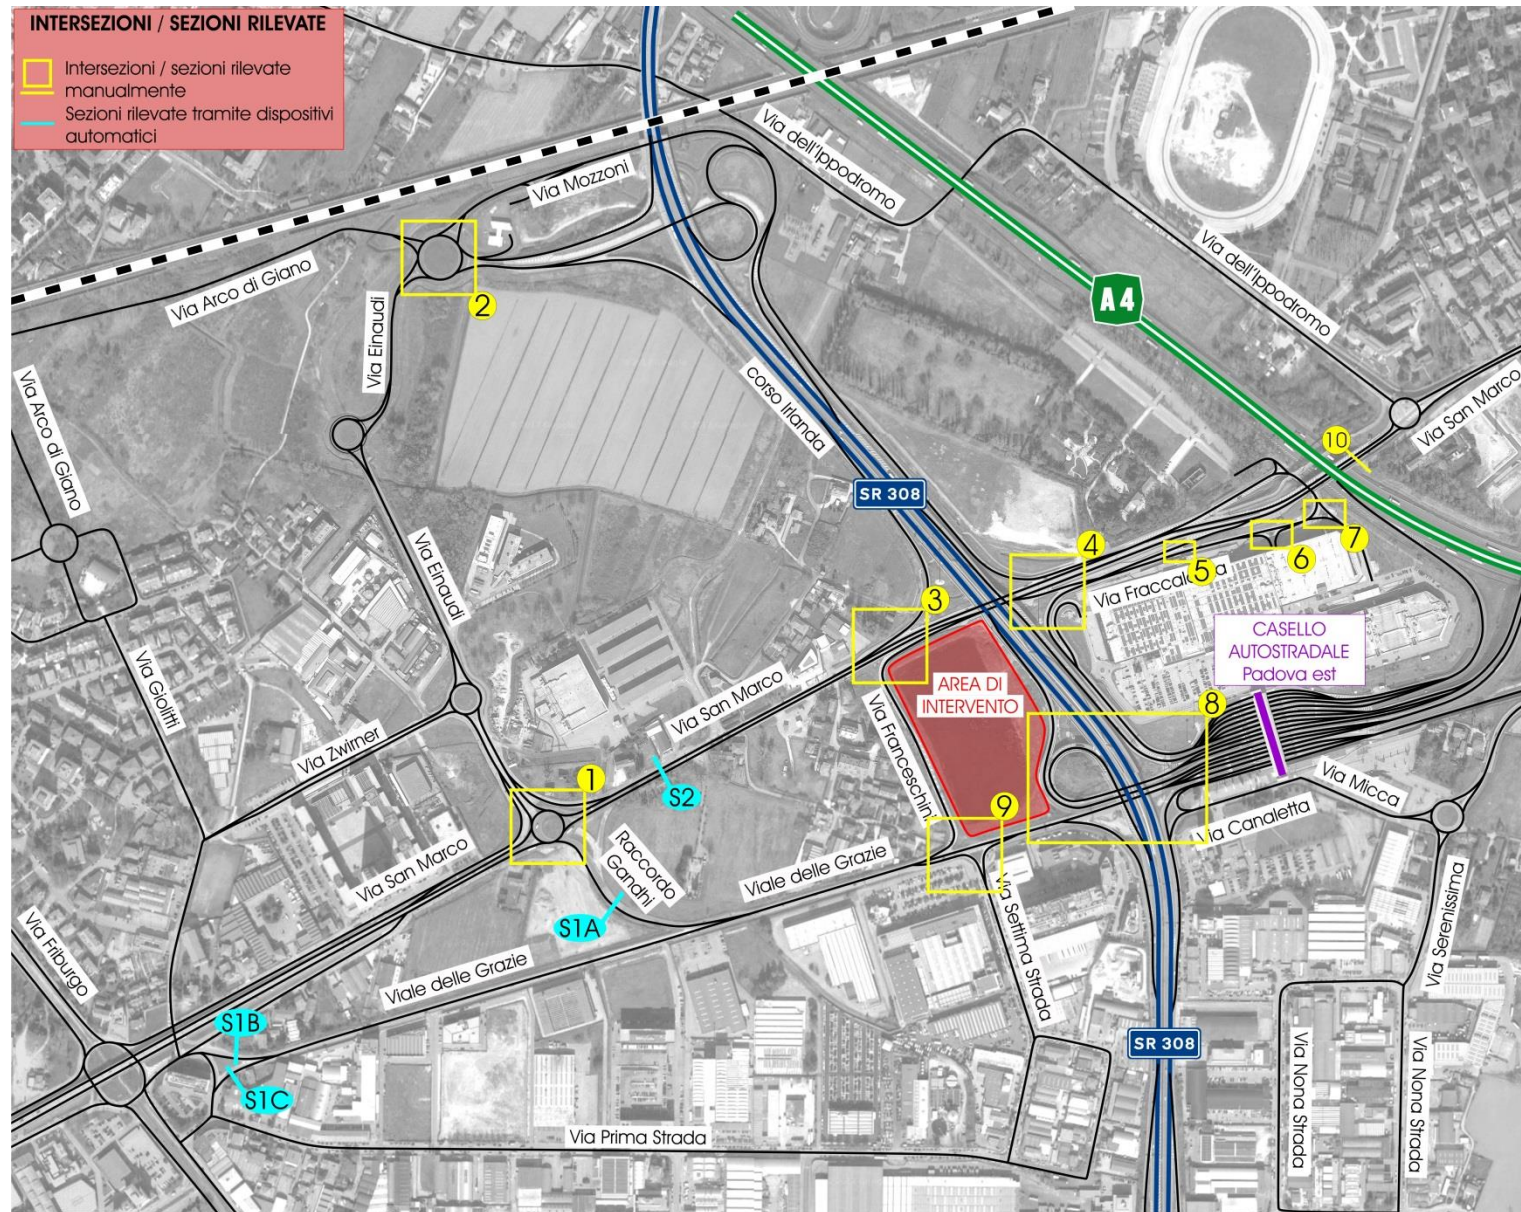 INTERSEZIONI / SEZIONI RILEVATE
Intersezioni / sezioni rilevate
manualmente
Sezioni rilevate tramite dispositivi
automatici
Via Mozzoni
Via dell'Ippodromo
Via Arco di Giano
2
Via Einaudi
A4
Via dell'Ippodromo
corso Irlanda
Via San Marco
Via Arco di Giano
10
SR 308
Via Einaudi
7
6
4
5
3
CASELLO
AUTOSTRADALE
Padova est
Via Giolitti
Via San Marco
AREA DI
INTERVENTO
8
Via Zwirner
Via Franceschini
1
S2
Via Micca
9
Via Canaletta
Via San Marco
Raccordo
Gandhi
Viale delle Grazie
S1A
Via Settima Strada
Via Serenissima
Via Friburgo
Viale delle Grazie
S1B
SR 308
S1C
Via Nona Strada
Via Nona Strada
Via Prima Strada